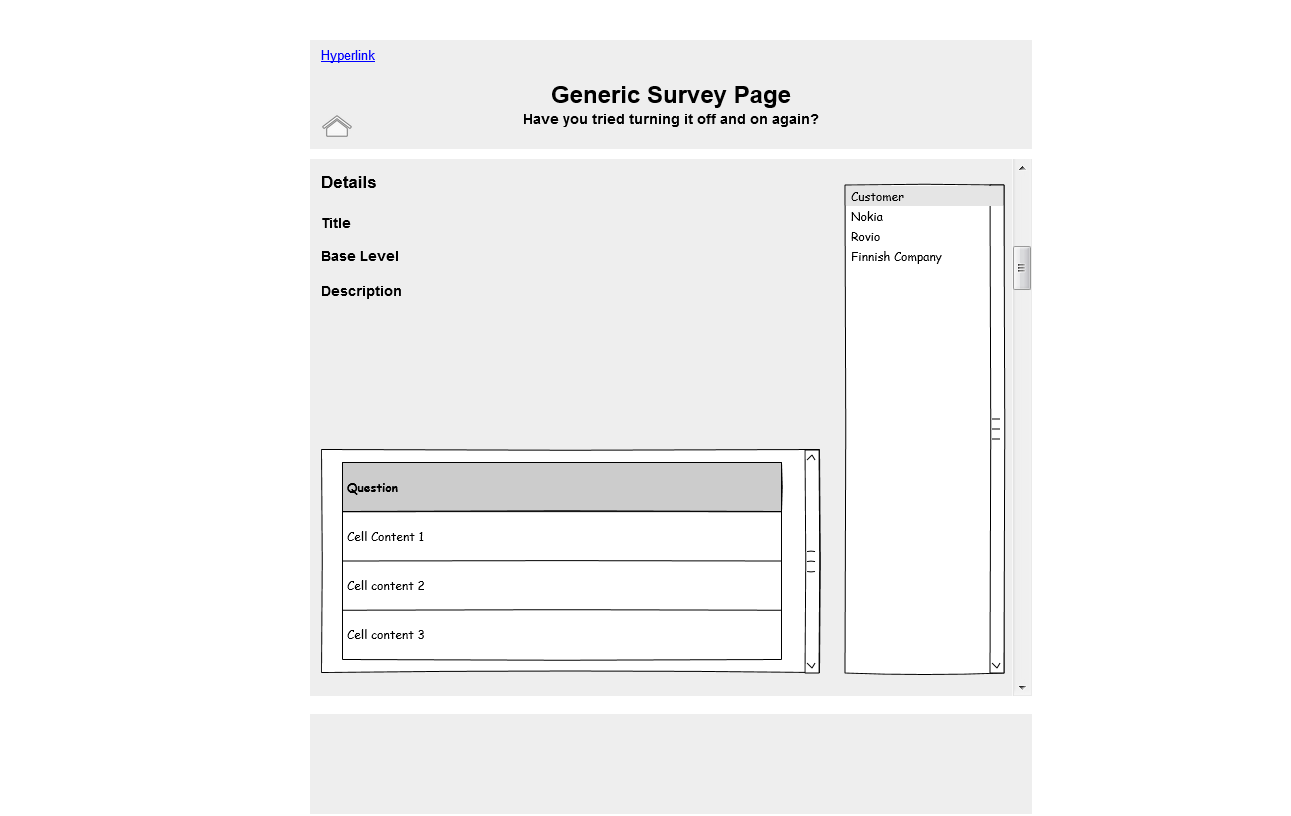 Hyperlink
Generic Survey Page
Have you tried turning it off and on again?
Details
Title
Base Level
Description
Customer
Nokia
Rovio
Finnish Company
Question
Cell Content 1
Cell content 2
Cell content 3